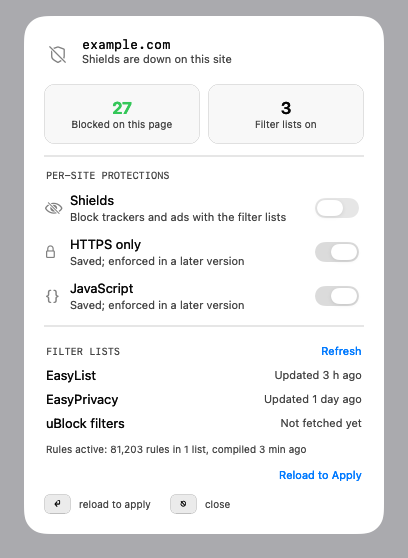 example.com
Shields are down on this site
27
Blocked on this page
3
Filter lists on
PER-SITE PROTECTIONS
Shields
Block trackers and ads with the filter lists
HTTPS only
Saved; enforced in a later version
JavaScript
Saved; enforced in a later version
FILTER LISTS
Refresh
EasyList
Updated 3 h ago
EasyPrivacy
Updated 1 day ago
uBlock filters
Not fetched yet
Rules active: 81,203 rules in 1 list, compiled 3 min ago
Reload to Apply
reload to apply
close